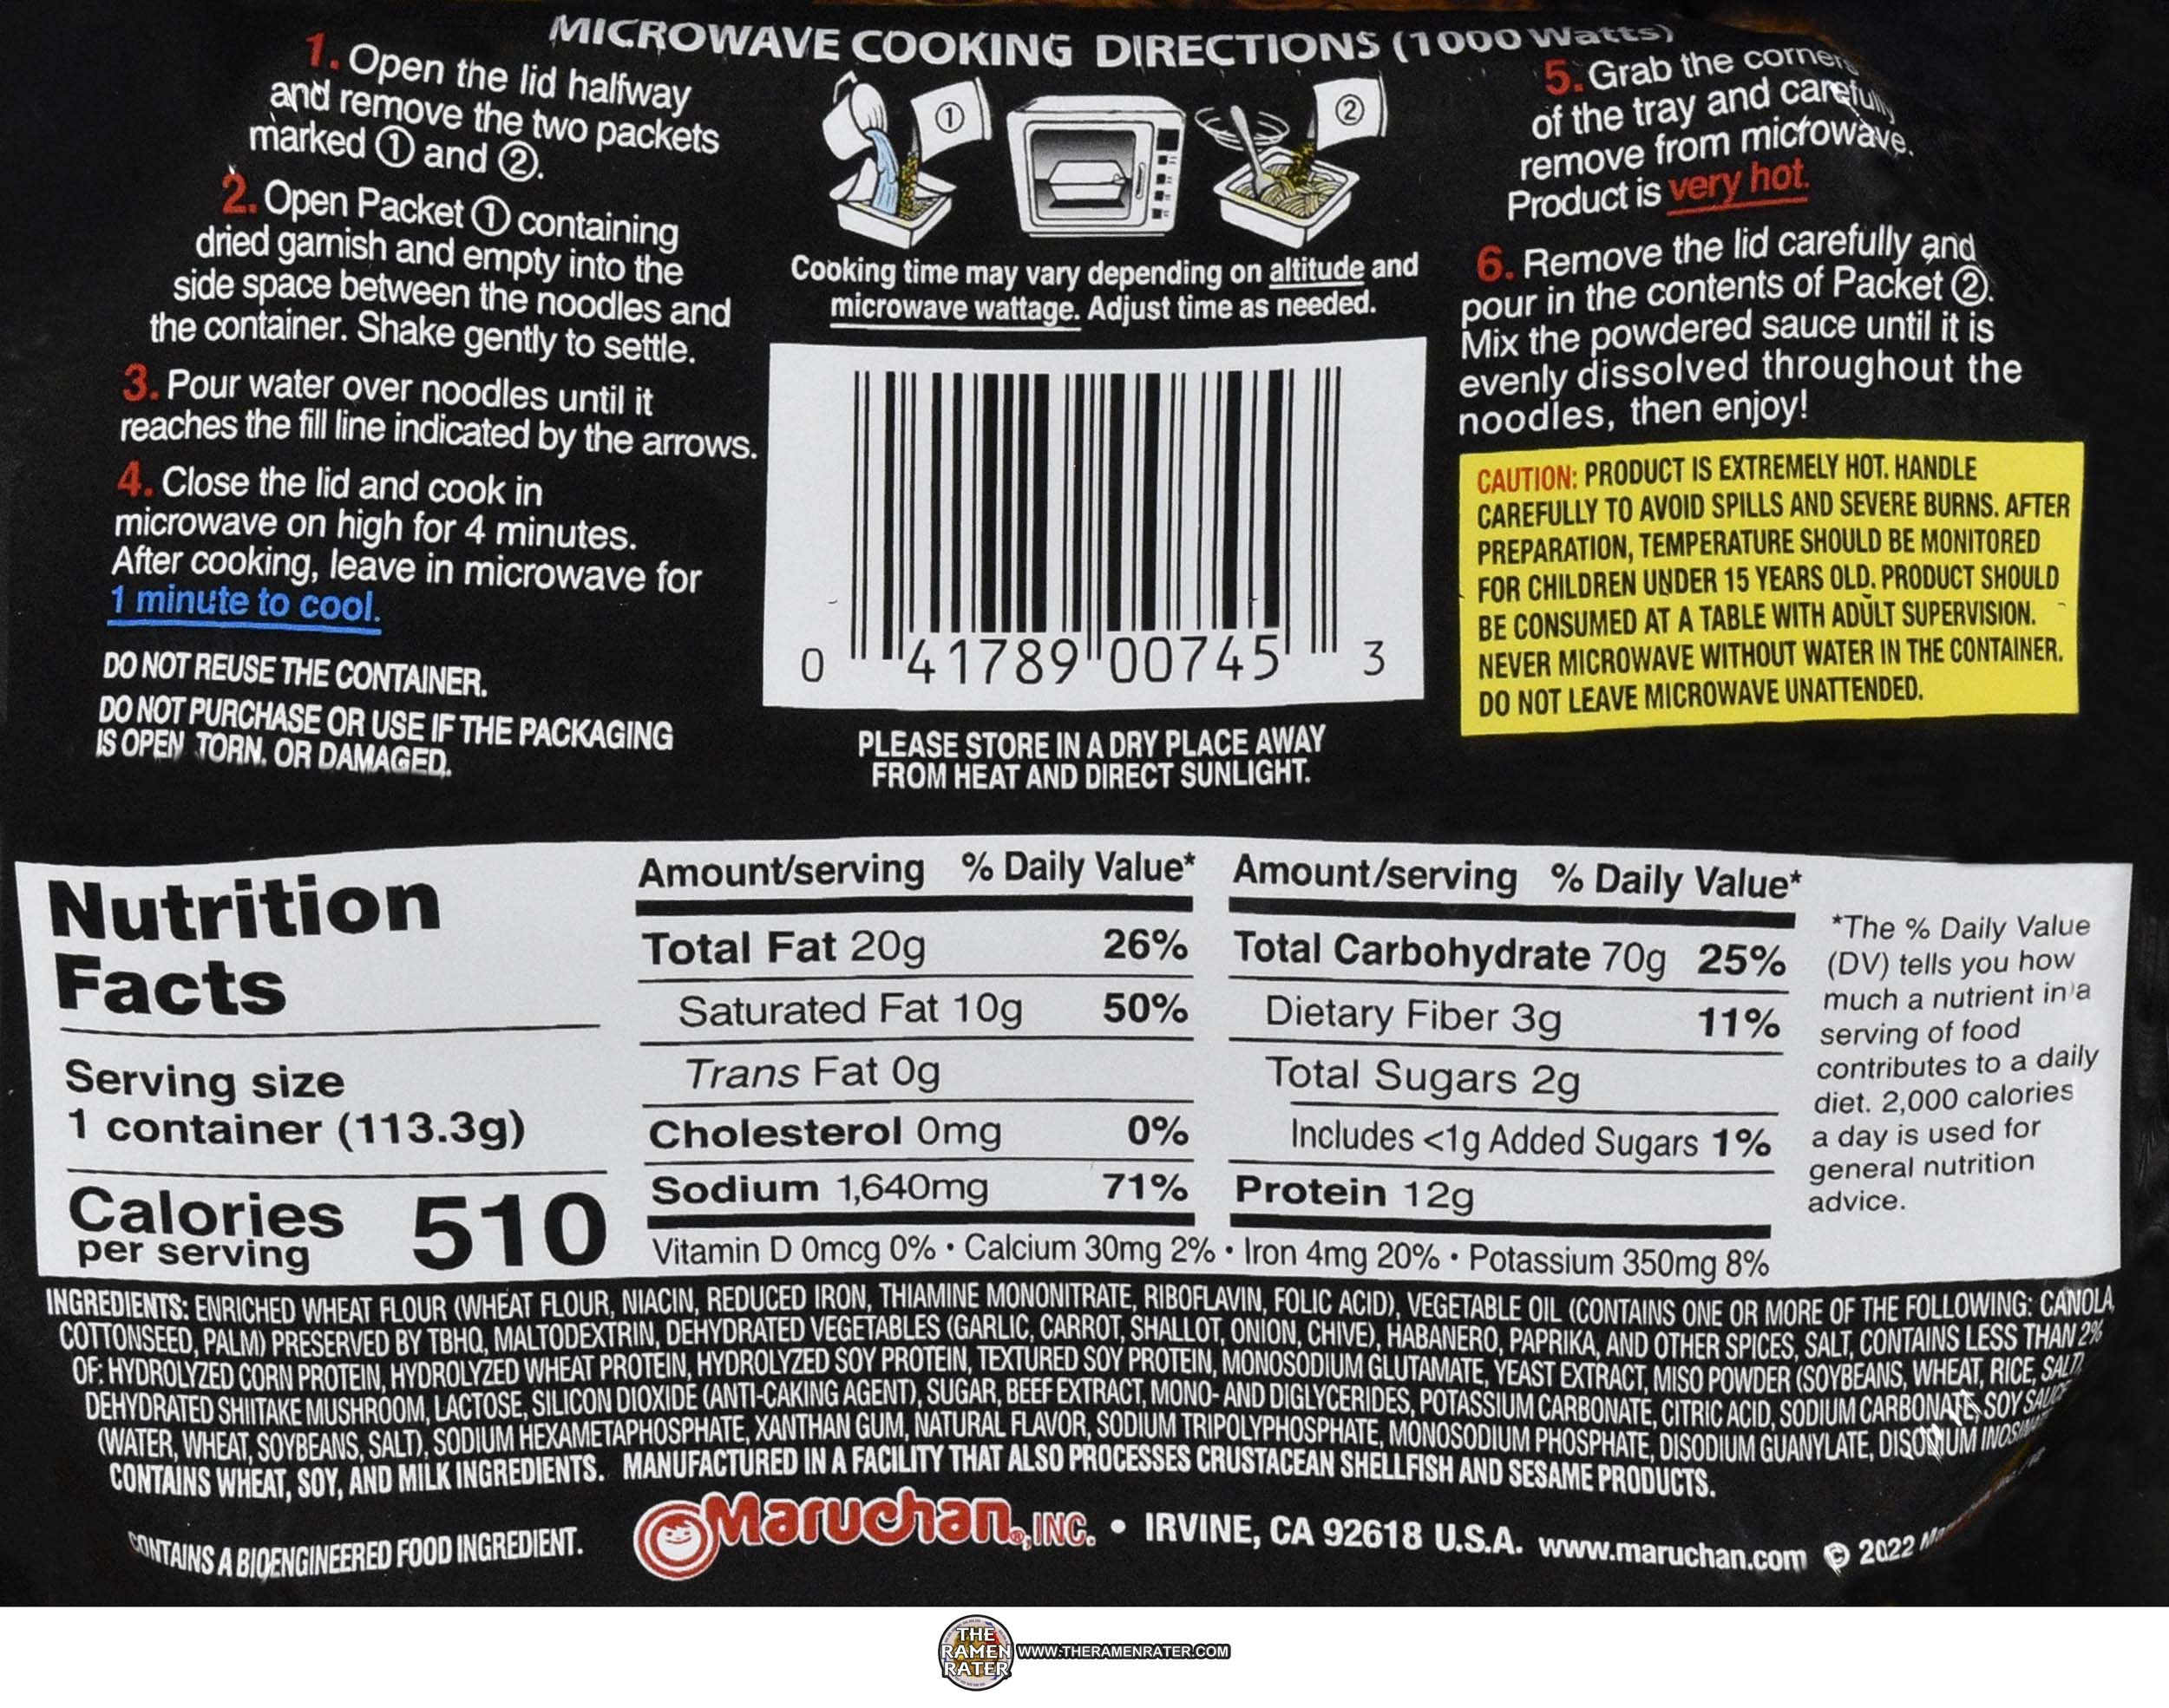 MICROWAVE COOKING DIRECTIONS (1000 Watts)
1. Open the lid halfway
and remove the two packets
marked ① and ②.
2. Open Packet ① containing
dried garnish and empty into the
side space between the noodles and
the container. Shake gently to settle.
3. Pour water over noodles until it
reaches the fill line indicated by the arrows.
4. Close the lid and cook in
microwave on high for 4 minutes.
After cooking, leave in microwave for
1 minute to cool.
DO NOT REUSE THE CONTAINER.
DO NOT PURCHASE OR USE IF THE PACKAGING
IS OPEN TORN, OR DAMAGED.
①
②
Cooking time may vary depending on altitude and
microwave wattage. Adjust time as needed.
0 41789 00745 3
PLEASE STORE IN A DRY PLACE AWAY
FROM HEAT AND DIRECT SUNLIGHT.
5. Grab the corners
of the tray and carefully
remove from microwave.
Product is very hot.
6. Remove the lid carefully and
pour in the contents of Packet ②.
Mix the powdered sauce until it is
evenly dissolved throughout the
noodles, then enjoy!
CAUTION: PRODUCT IS EXTREMELY HOT. HANDLE
CAREFULLY TO AVOID SPILLS AND SEVERE BURNS. AFTER
PREPARATION, TEMPERATURE SHOULD BE MONITORED
FOR CHILDREN UNDER 15 YEARS OLD. PRODUCT SHOULD
BE CONSUMED AT A TABLE WITH ADULT SUPERVISION.
NEVER MICROWAVE WITHOUT WATER IN THE CONTAINER.
DO NOT LEAVE MICROWAVE UNATTENDED.
Nutrition
Facts
Serving size
1 container (113.3g)
Calories 510
per serving
Amount/serving % Daily Value*
Total Fat 20g 26%
Saturated Fat 10g 50%
Trans Fat 0g
Cholesterol 0mg 0%
Sodium 1,640mg 71%
Amount/serving % Daily Value*
Total Carbohydrate 70g 25%
Dietary Fiber 3g 11%
Total Sugars 2g
Includes <1g Added Sugars 1%
Protein 12g
Vitamin D 0mcg 0% • Calcium 30mg 2% • Iron 4mg 20% • Potassium 350mg 8%
*The % Daily Value
(DV) tells you how
much a nutrient in a
serving of food
contributes to a daily
diet. 2,000 calories
a day is used for
general nutrition
advice.
INGREDIENTS: ENRICHED WHEAT FLOUR (WHEAT FLOUR, NIACIN, REDUCED IRON, THIAMINE MONONITRATE, RIBOFLAVIN, FOLIC ACID), VEGETABLE OIL (CONTAINS ONE OR MORE OF THE FOLLOWING: CANOLA,
COTTONSEED, PALM) PRESERVED BY TBHQ, MALTODEXTRIN, DEHYDRATED VEGETABLES (GARLIC, CARROT, SHALLOT, ONION, CHIVE), HABANERO, PAPRIKA, AND OTHER SPICES, SALT, CONTAINS LESS THAN 2%
OF: HYDROLYZED CORN PROTEIN, HYDROLYZED WHEAT PROTEIN, HYDROLYZED SOY PROTEIN, TEXTURED SOY PROTEIN, MONOSODIUM GLUTAMATE, YEAST EXTRACT, MISO POWDER (SOYBEANS, WHEAT, RICE, SALT),
DEHYDRATED SHIITAKE MUSHROOM, LACTOSE, SILICON DIOXIDE (ANTI-CAKING AGENT), SUGAR, BEEF EXTRACT, MONO- AND DIGLYCERIDES, POTASSIUM CARBONATE, CITRIC ACID, SODIUM CARBONATE, SOY SAUCE
(WATER, WHEAT, SOYBEANS, SALT), SODIUM HEXAMETAPHOSPHATE, XANTHAN GUM, NATURAL FLAVOR, SODIUM TRIPOLYPHOSPHATE, MONOSODIUM PHOSPHATE, DISODIUM GUANYLATE, DISODIUM
CONTAINS WHEAT, SOY, AND MILK INGREDIENTS. MANUFACTURED IN A FACILITY THAT ALSO PROCESSES CRUSTACEAN SHELLFISH AND SESAME PRODUCTS.
CONTAINS A BIOENGINEERED FOOD INGREDIENT.
Maruchan®, INC. • IRVINE, CA 92618 U.S.A. www.maruchan.com © 2022
THE
RAMEN
RATER
WWW.THERAMENRATER.COM